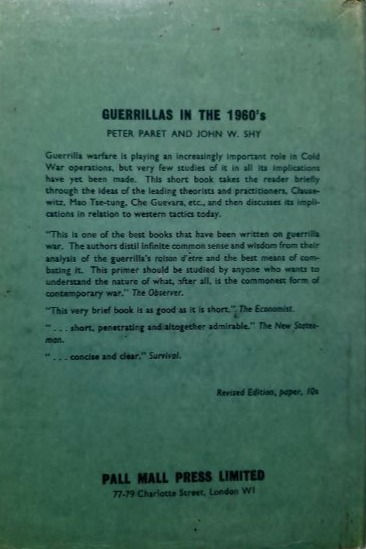 GUERRILLAS IN THE 1960's
PETER PARET AND JOHN W. SHY
Guerrilla warfare is playing an increasingly important role in Cold
War operations, but very few studies of it in all its implications
have yet been made. This short book takes the reader briefly
through the ideas of the leading theorists and practitioners, Clause-
witz, Mao Tse-tung, Che Guevara, etc., and then discusses its impli-
cations in relation to western tactics today.
"This is one of the best books that have been written on guerrilla
war. The authors distil infinite common sense and wisdom from their
analysis of the guerrilla's raison d'etre and the best means of com-
bating it. This primer should be studied by anyone who wants to
understand the nature of what, after all, is the commonest form of
contemporary war." The Observer.
"This very brief book is as good as it is short." The Economist.
". . . short, penetrating and altogether admirable." The New States-
man.
". . . concise and clear." Survival.
Revised Edition, paper, 10s
PALL MALL PRESS LIMITED
77-79 Charlotte Street, London W1